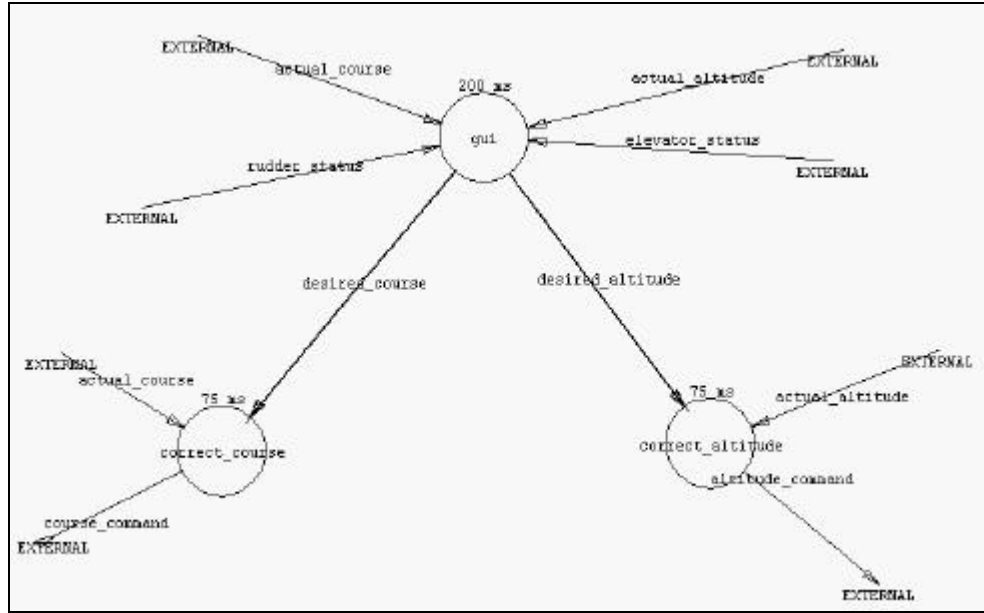 EXTERNAL
EXTERNAL
actual_course
actual_altitude
200 ms
gui
elevator_status
rudder_status
EXTERNAL
EXTERNAL
desired_course
desired_altitude
EXTERNAL
EXTERNAL
actual_course
actual_altitude
75 ms
75 ms
correct_course
correct_altitude
altitude_command
course_command
EXTERNAL
EXTERNAL